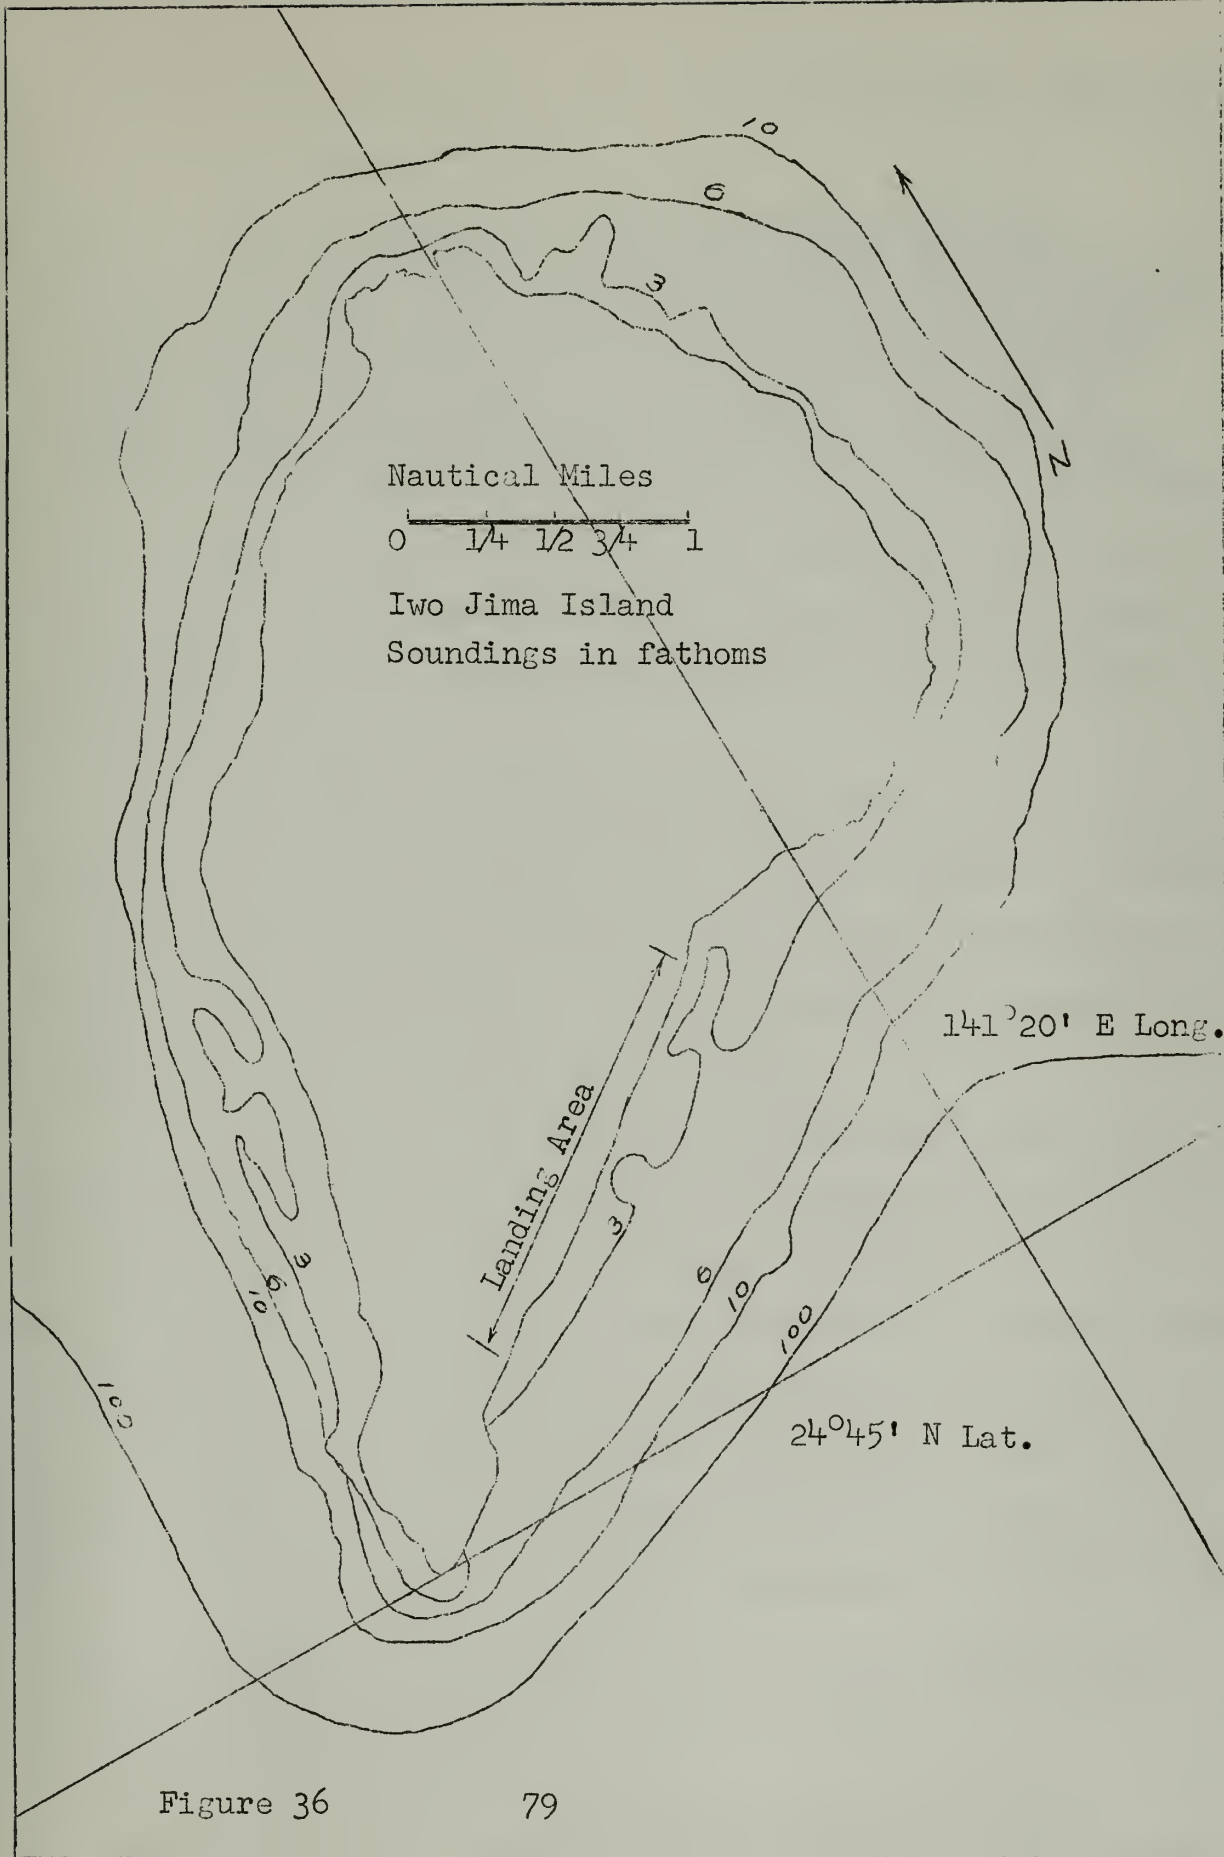 10
6
3
N
Nautical Miles
0 1/4 1/2 3/4 1
Iwo Jima Island
Soundings in fathoms
141°20' E Long.
Landing Area
3
3
6
10
6
10
100
100
24°45' N Lat.
Figure 36
79